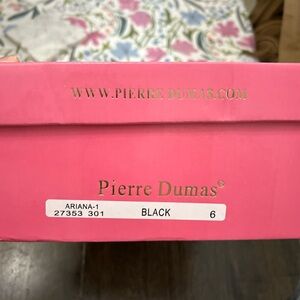 WWW.PIERREDUMAS.COM
Pierre Dumas®
ARIANA-1
27353 301 BLACK 6